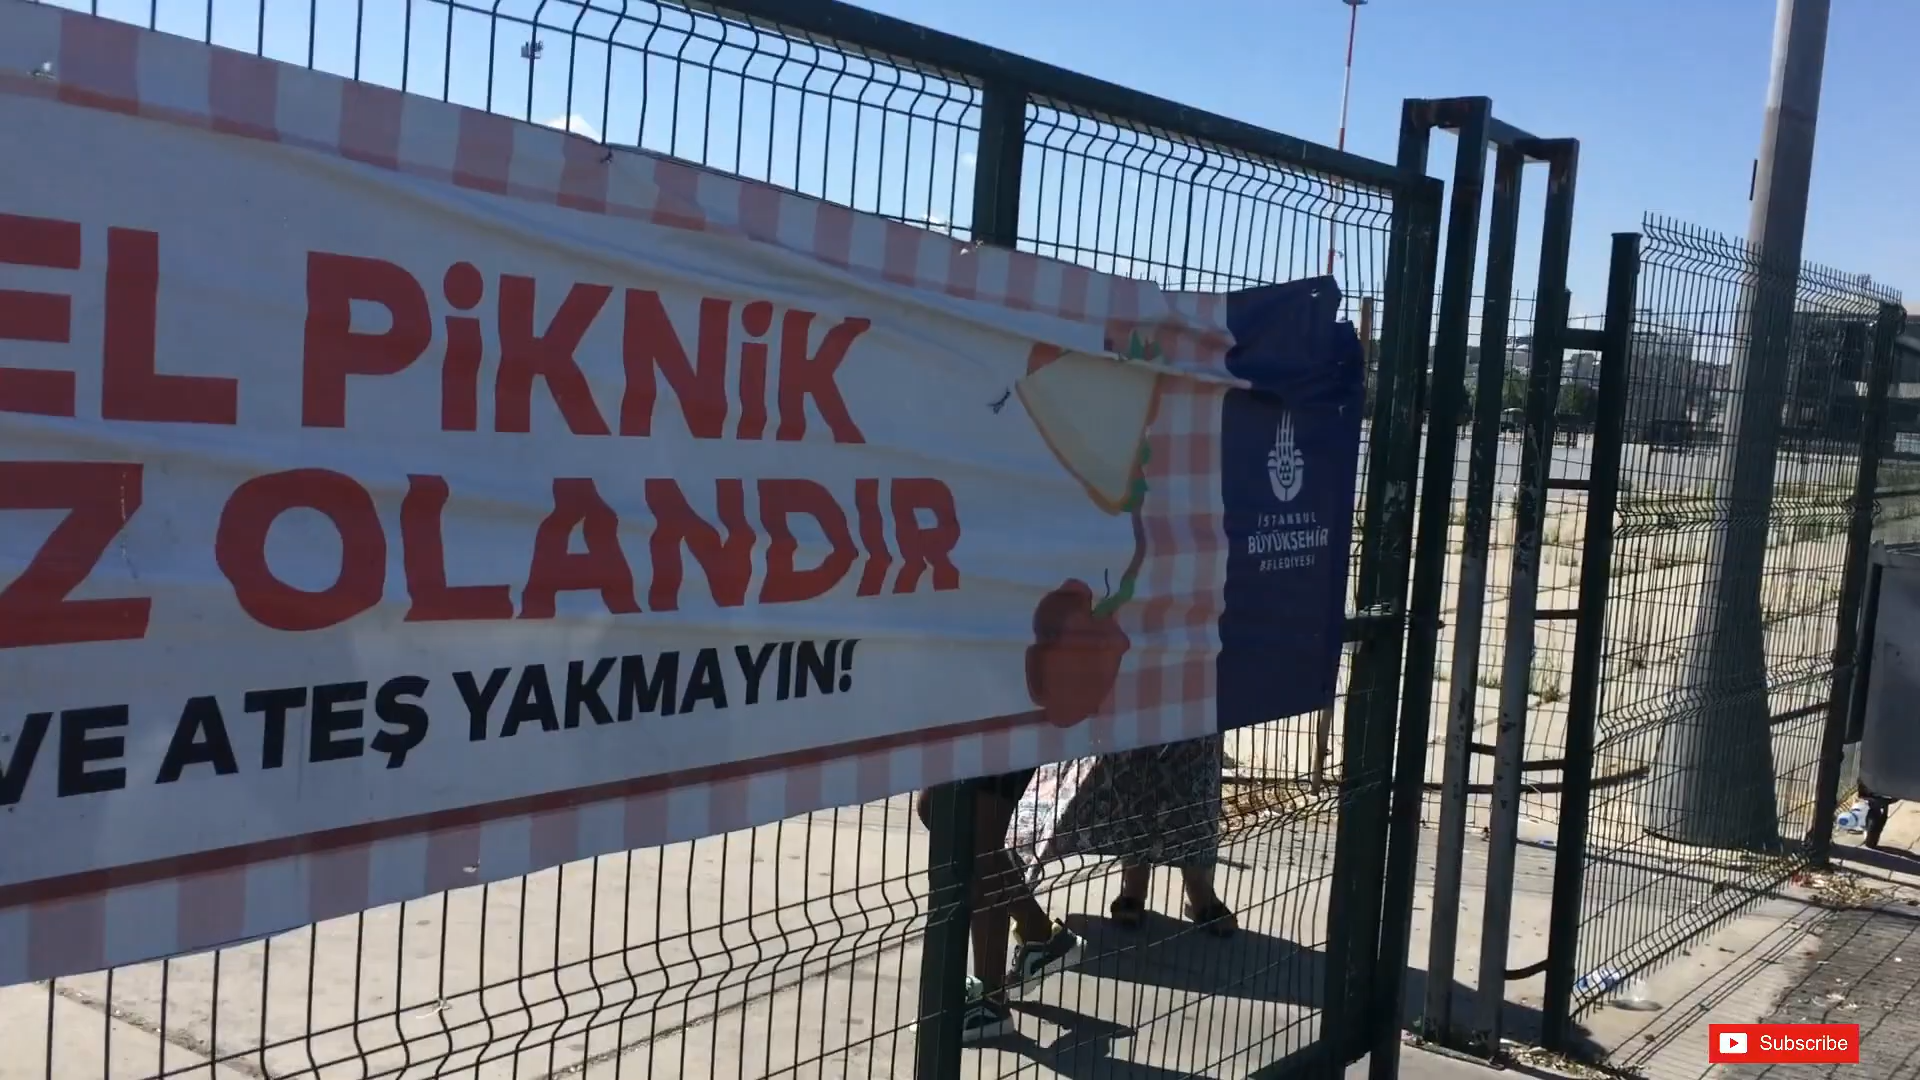 EL PiKNiK
Z OLANDIR
VE ATEŞ YAKMAYIN!
İSTANBUL
BÜYÜKŞEHİR
BELEDİYESİ
Subscribe